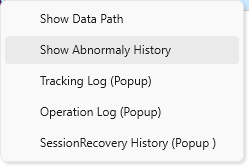 Show Data Path
Show Abnormaly History
Tracking Log (Popup)
Operation Log (Popup)
SessionRecovery History (Popup )